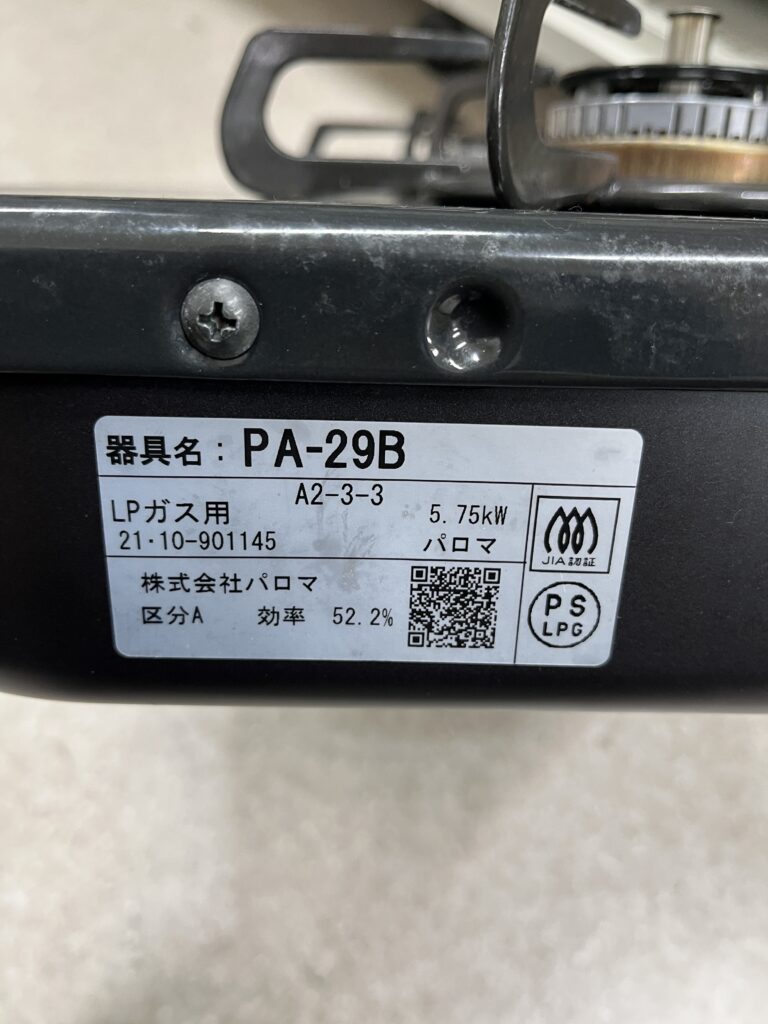 器具名：PA-29B
A2-3-3
LPガス用 5.75kW
21・10-901145 パロマ
株式会社パロマ
区分A 効率 52.2%
JIA認証
PS
LPG